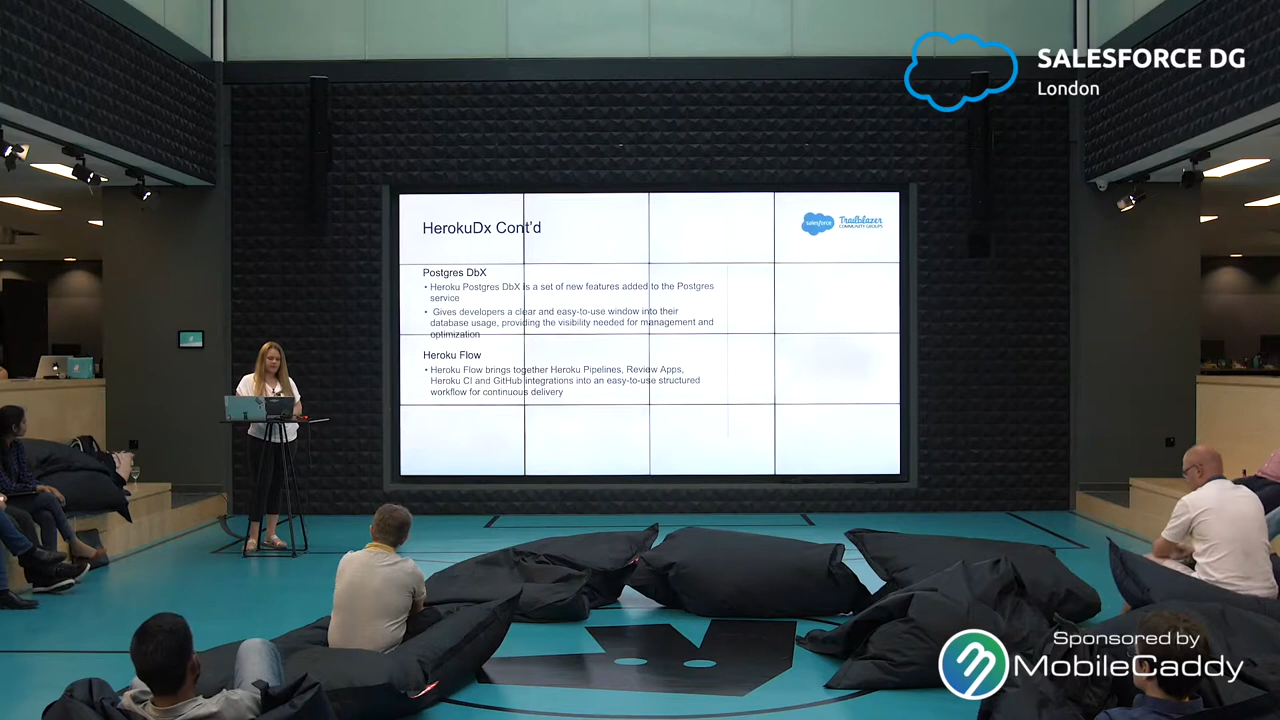 SALESFORCE DG
London
HerokuDx Cont'd
salesforce
Trailblazer
COMMUNITY GROUPS
Postgres DbX
• Heroku Postgres DbX is a set of new features added to the Postgres
service
• Gives developers a clear and easy-to-use window into their
database usage, providing the visibility needed for management and
optimization
Heroku Flow
• Heroku Flow brings together Heroku Pipelines, Review Apps,
Heroku CI and GitHub integrations into an easy-to-use structured
workflow for continuous delivery
Sponsored by
MobileCaddy